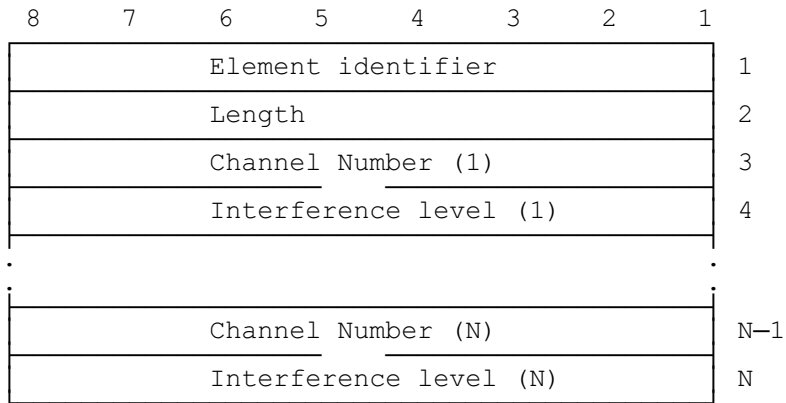 8 7 6 5 4 3 2 1
Element identifier 1
Length 2
Channel Number (1) 3
Interference level (1) 4
Channel Number (N) N—1
Interference level (N) N